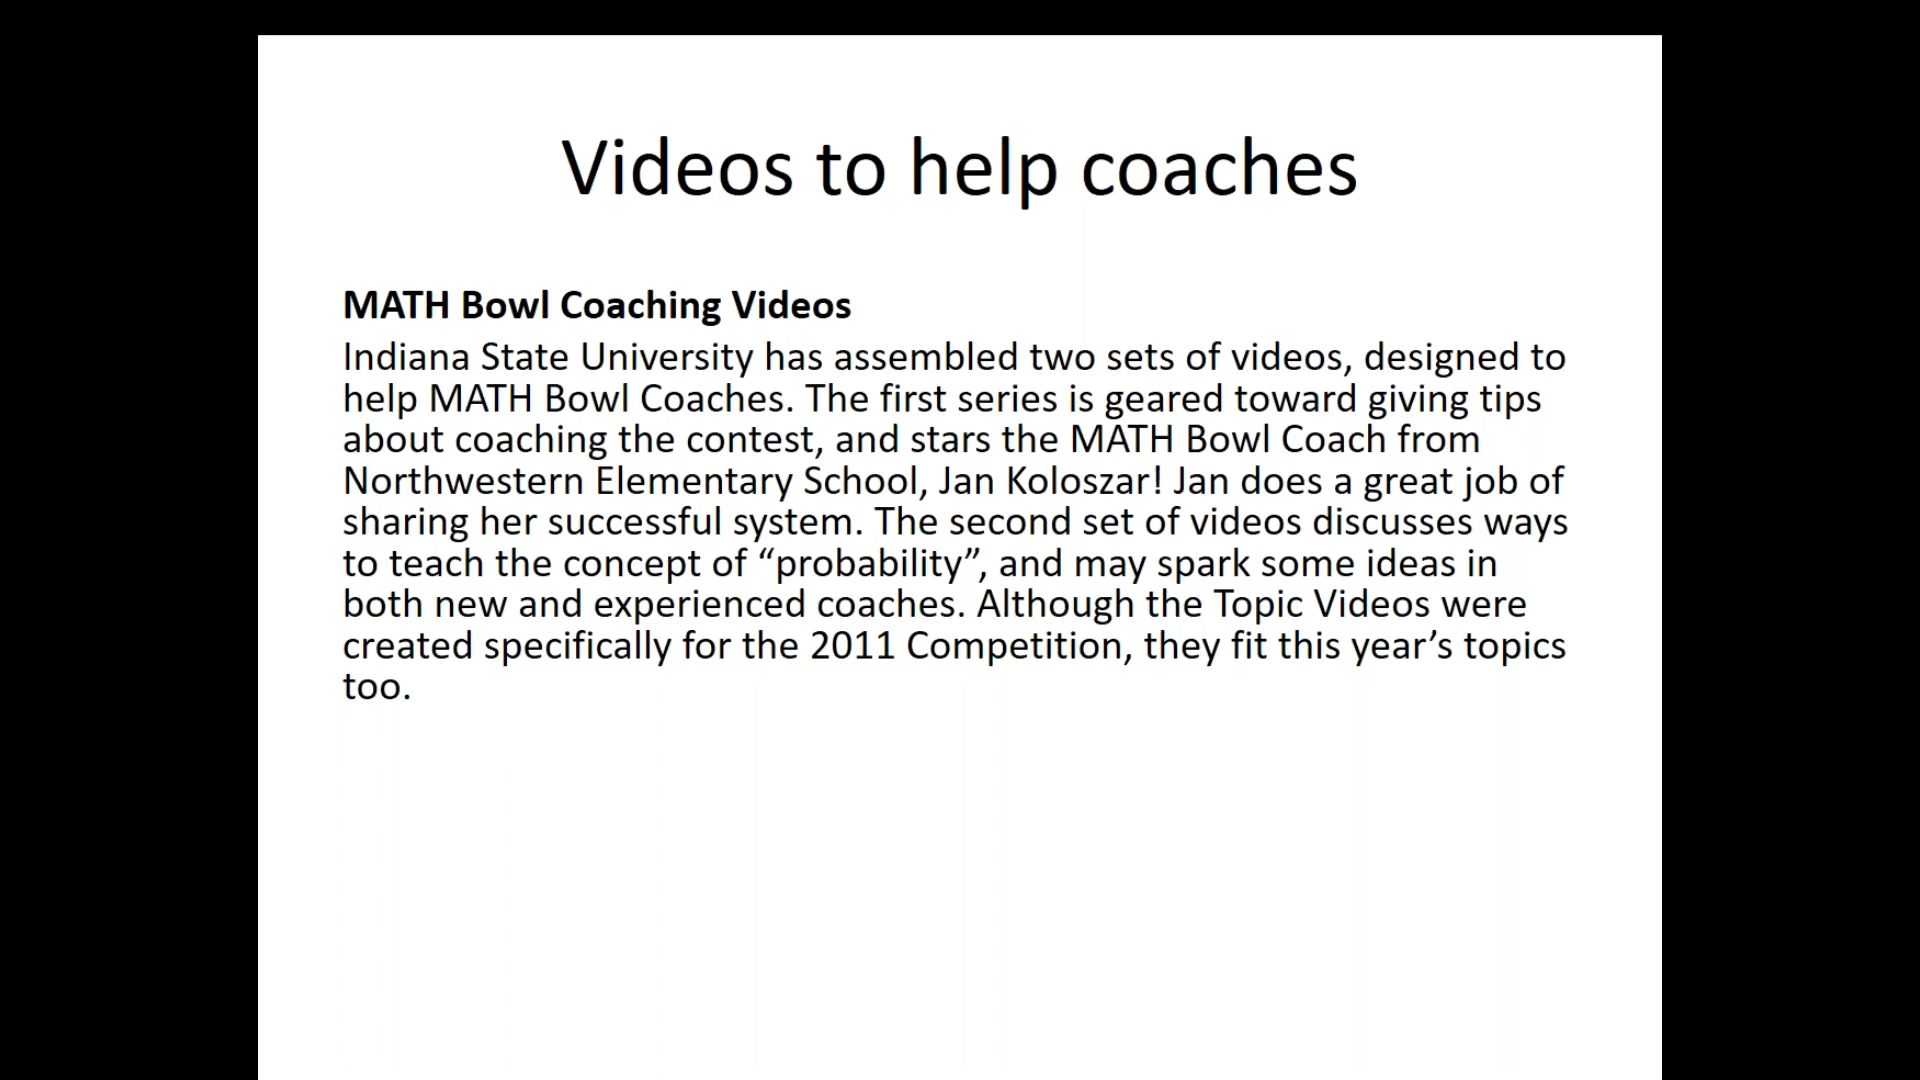 Videos to help coaches
MATH Bowl Coaching Videos
Indiana State University has assembled two sets of videos, designed to
help MATH Bowl Coaches. The first series is geared toward giving tips
about coaching the contest, and stars the MATH Bowl Coach from
Northwestern Elementary School, Jan Koloszar! Jan does a great job of
sharing her successful system. The second set of videos discusses ways
to teach the concept of “probability”, and may spark some ideas in
both new and experienced coaches. Although the Topic Videos were
created specifically for the 2011 Competition, they fit this year’s topics
too.